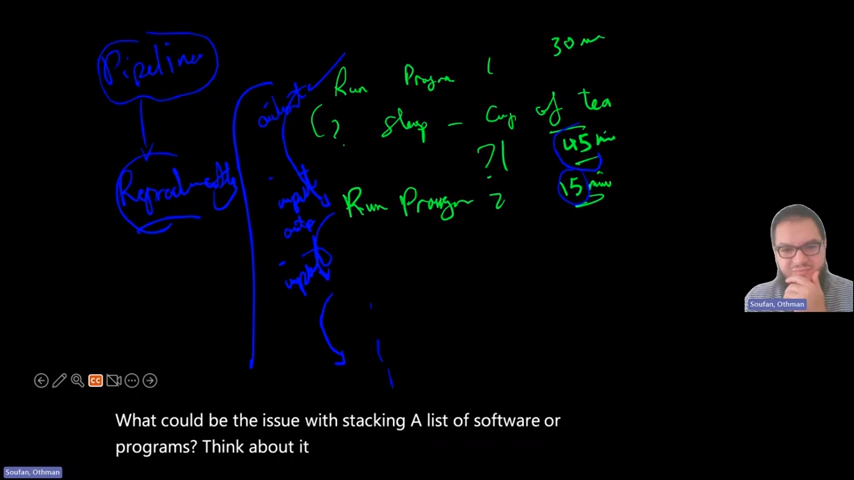 Pipeline
Reproducibility
output
input
output
input
Run Program 1 30 min
(? Sleep - Cup of tea
?! 45 min
Run Program 2 15 min
Soufan, Othman
What could be the issue with stacking A list of software or
programs? Think about it
Soufan, Othman